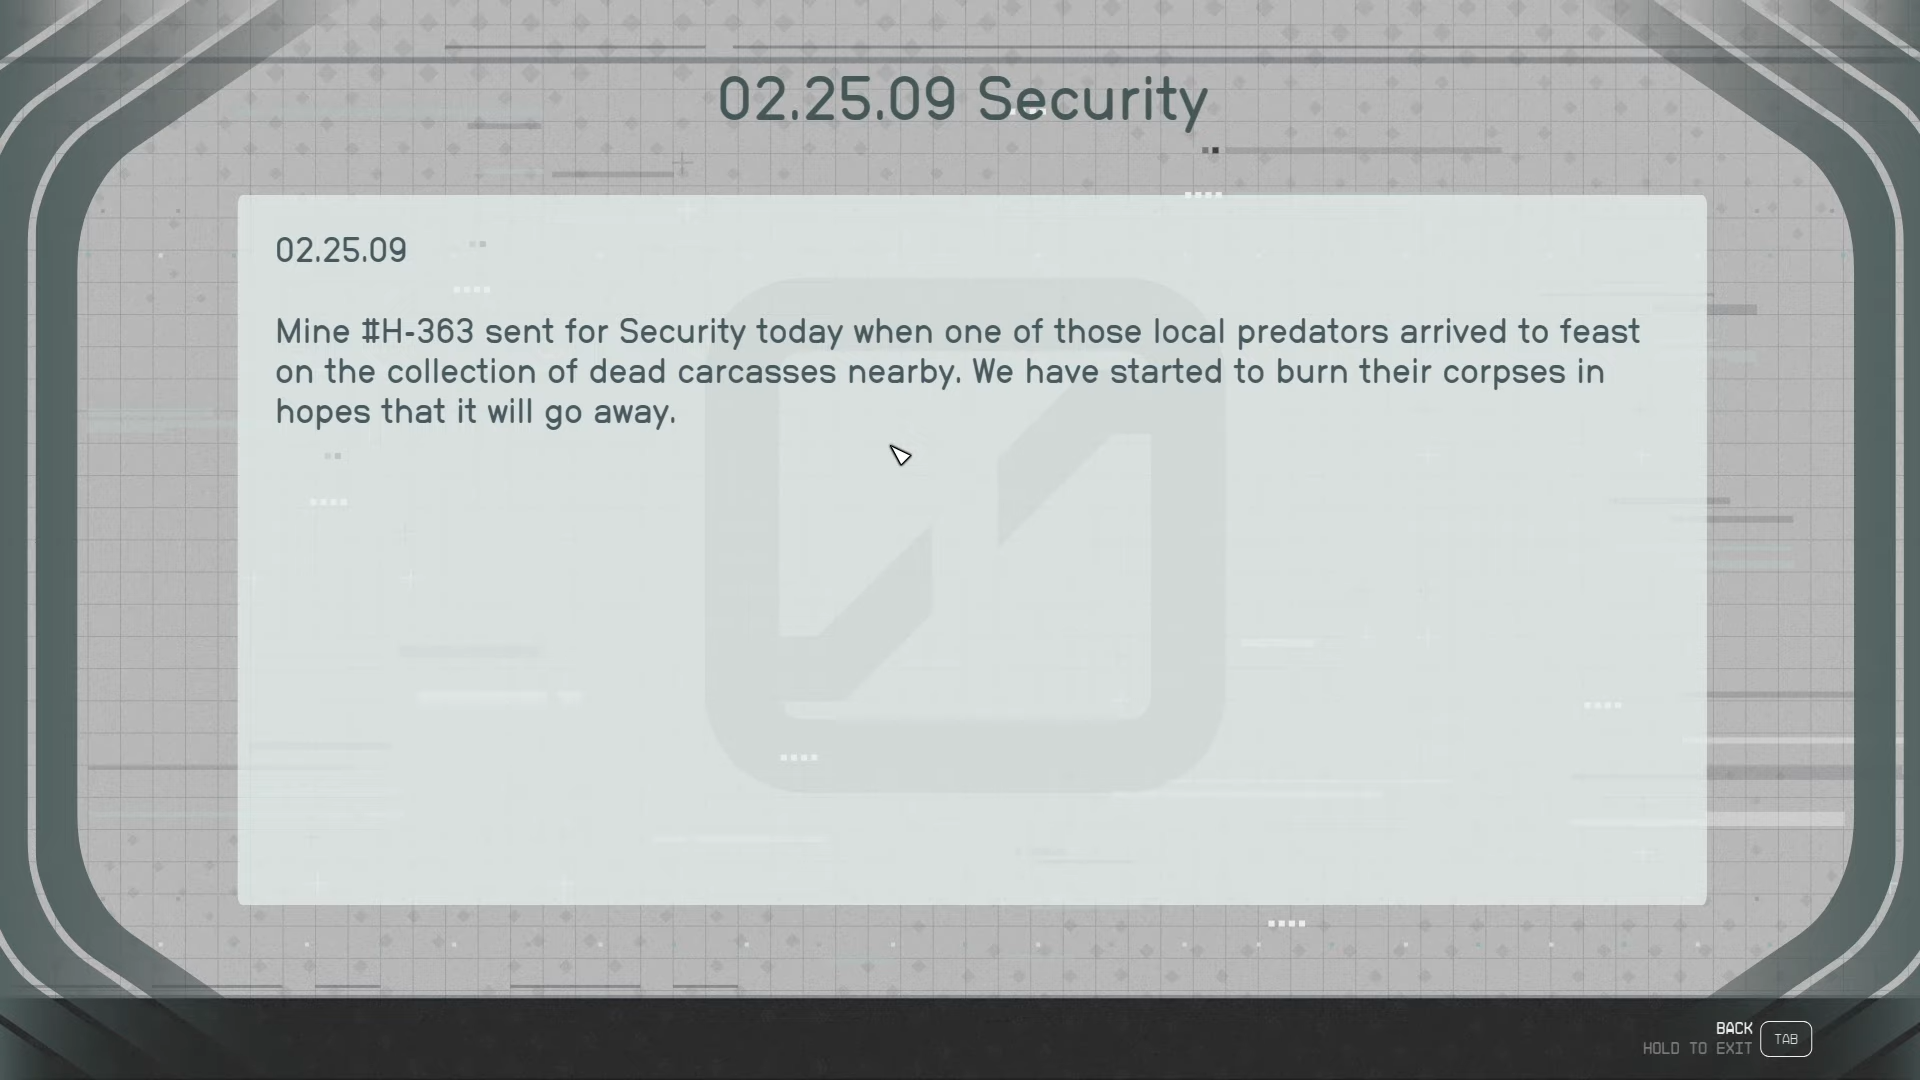 02.25.09 Security
02.25.09
Mine #H-363 sent for Security today when one of those local predators arrived to feast
on the collection of dead carcasses nearby. We have started to burn their corpses in
hopes that it will go away.
BACK
HOLD TO EXIT
TAB